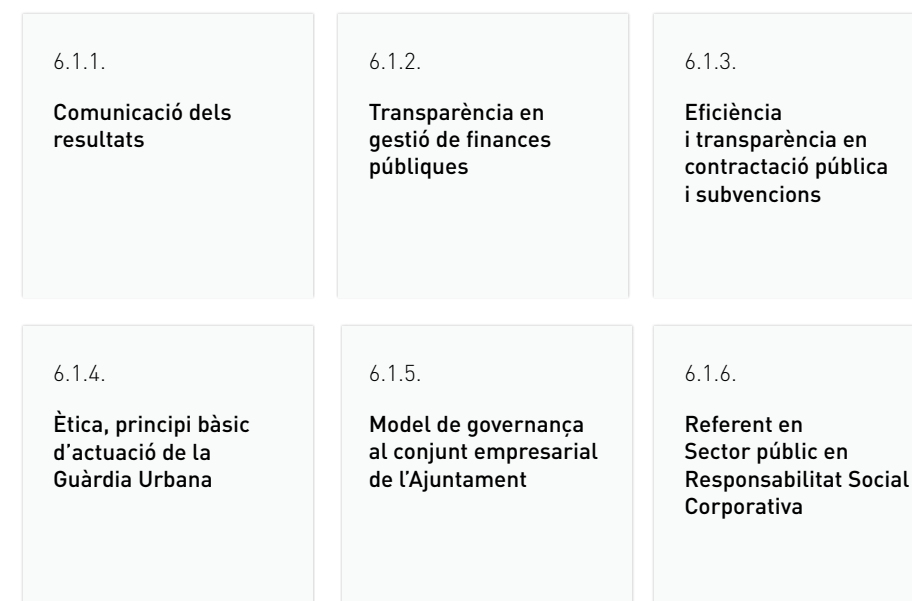 6.1.1.
Comunicació dels
resultats
6.1.2.
Transparència en
gestió de finances
públiques
6.1.3.
Eficiència
i transparència en
contractació pública
i subvencions
6.1.4.
Ètica, principi bàsic
d'actuació de la
Guàrdia Urbana
6.1.5.
Model de governança
al conjunt empresarial
de l'Ajuntament
6.1.6.
Referent en
Sector públic en
Responsabilitat Social
Corporativa